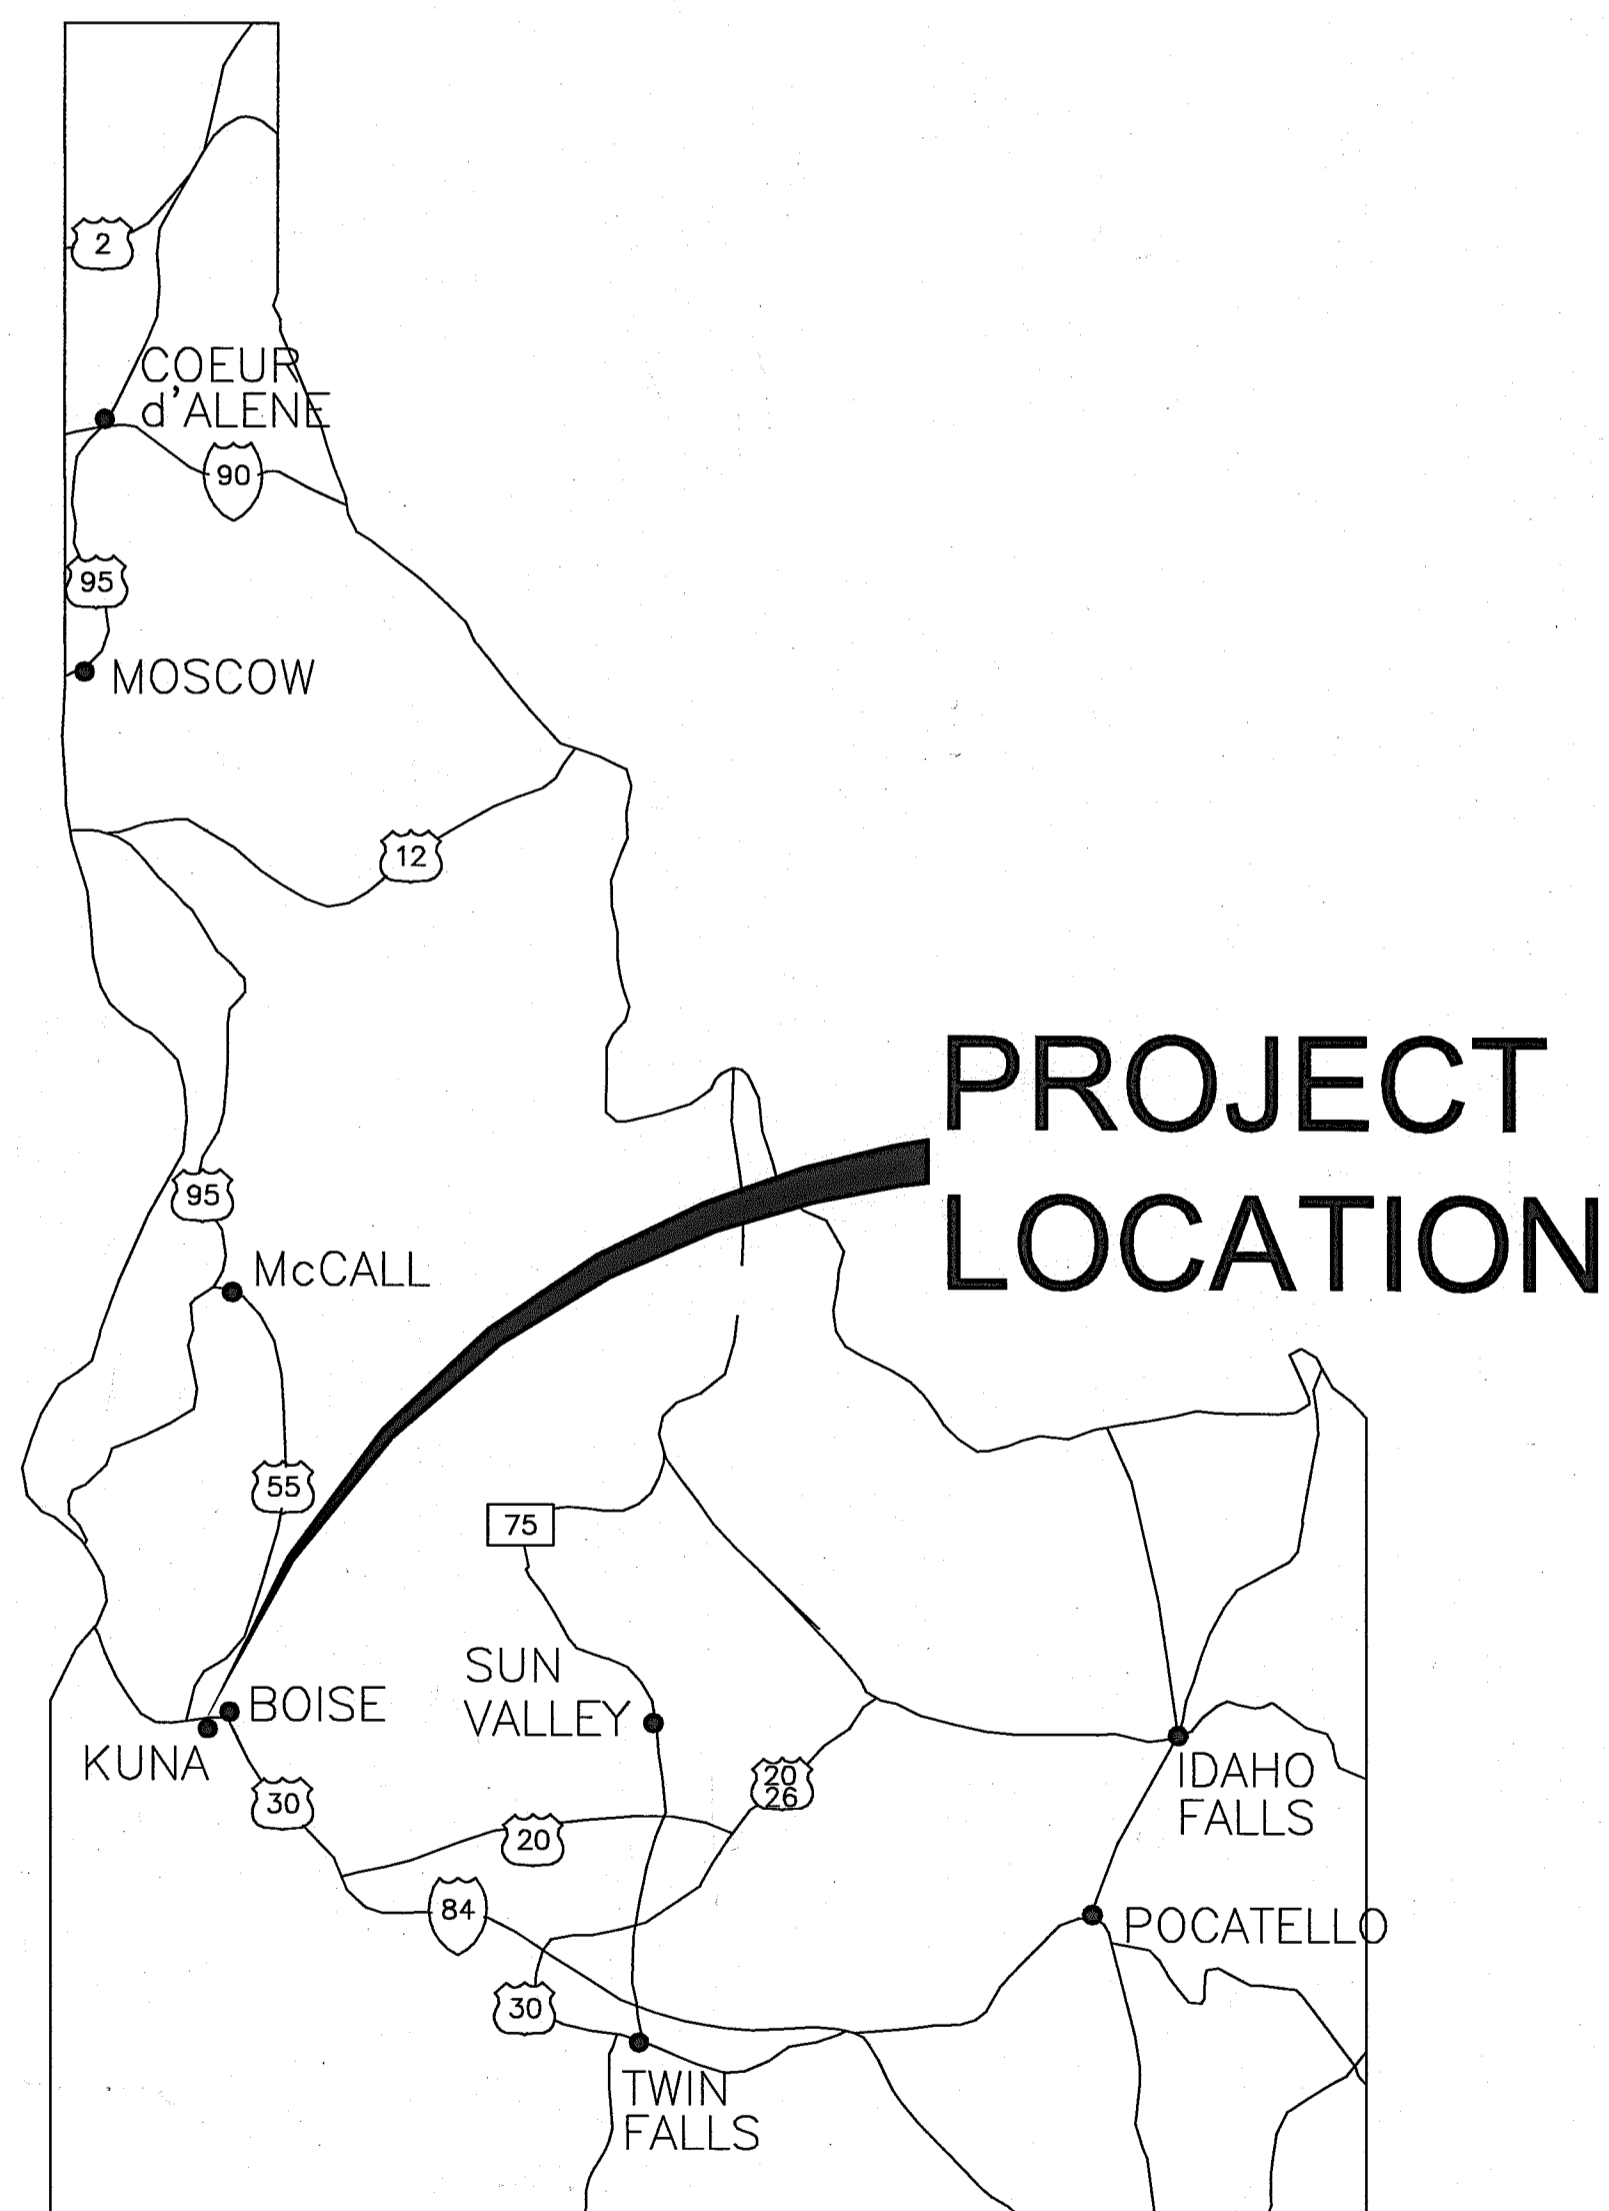 2
COEUR
d'ALENE
90
95
MOSCOW
12
PROJECT
LOCATION
95
McCALL
55
75
SUN
VALLEY
BOISE
KUNA
30
20
26
IDAHO
FALLS
20
84
POCATELLO
30
TWIN
FALLS